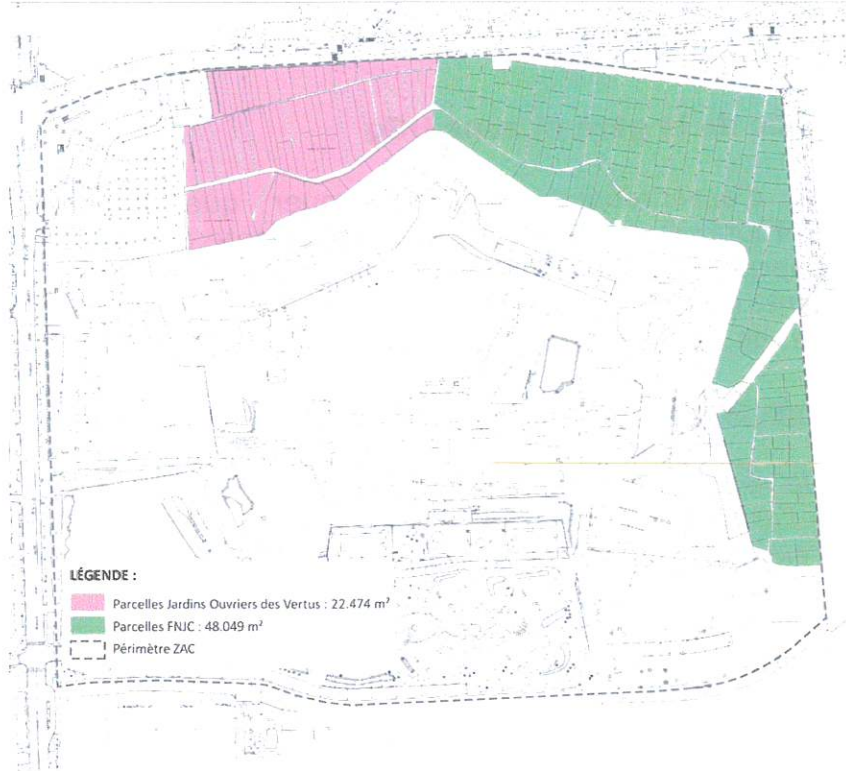 LÉGENDE :
Parcelles Jardins Ouvriers des Vertus : 22.474 m²
Parcelles FNJC : 48.049 m²
Périmètre ZAC